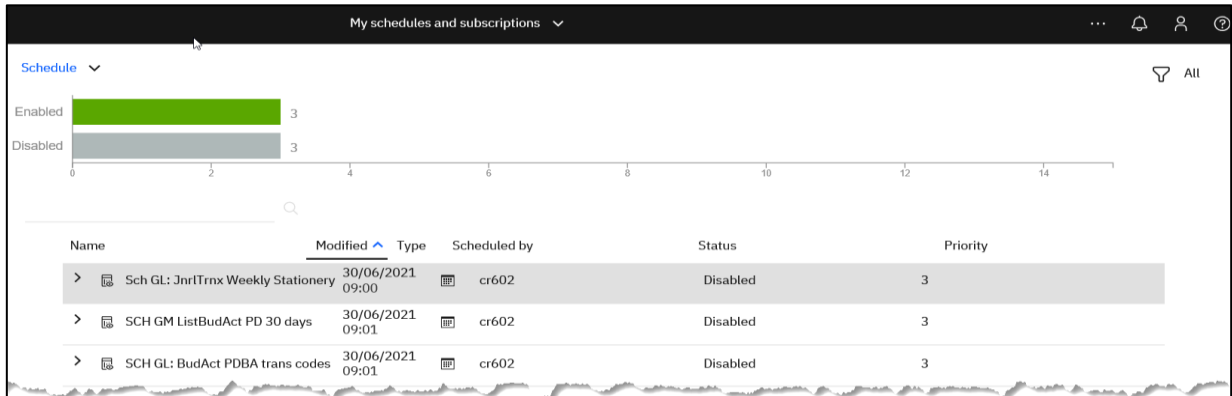 My schedules and subscriptions
Schedule
All
Enabled 3
Disabled 3
0 2 4 6 8 10 12 14
Name Modified Type Scheduled by Status Priority
Sch GL: JnrlTrnx Weekly Stationery 30/06/2021 09:00 cr602 Disabled 3
SCH GM ListBudAct PD 30 days 30/06/2021 09:01 cr602 Disabled 3
SCH GL: BudAct PDBA trans codes 30/06/2021 09:01 cr602 Disabled 3